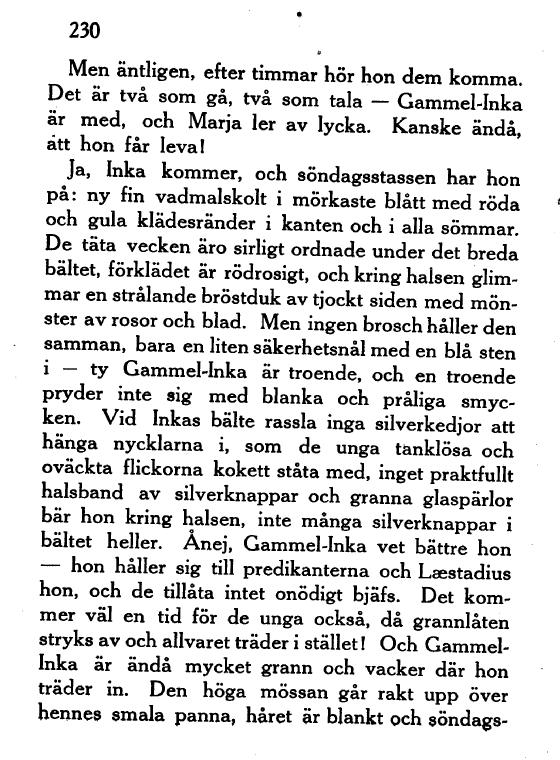 230
Men äntligen, efter timmar hör hon dem komma.
Det är två som gå, två som tala — Gammel-Inka
är med, och Marja ler av lycka. Kanske ändå,
att hon får leva!
Ja, Inka kommer, och söndagsstassen har hon
på: ny fin vadmalskolt i mörkaste blått med röda
och gula klädesränder i kanten och i alla sömmar.
De täta vecken äro sirligt ordnade under det breda
bältet, förklädet är rödrosigt, och kring halsen glim-
mar en strålande bröstduk av tjockt siden med mön-
ster av rosor och blad. Men ingen brosch håller den
samman, bara en liten säkerhetsnål med en blå sten
i — ty Gammel-Inka är troende, och en troende
pryder inte sig med blanka och pråliga smyc-
ken. Vid Inkas bälte rassla inga silverkedjor att
hänga nycklarna i, som de unga tanklösa och
oväckta flickorna kokett ståta med, inget praktfullt
halsband av silverknappar och granna glaspärlor
bär hon kring halsen, inte många silverknappar i
bältet heller. Ånej, Gammel-Inka vet bättre hon
— hon håller sig till predikanterna och Læstadius
hon, och de tillåta intet onödigt bjäfs. Det kom-
mer väl en tid för de unga också, då grannlåten
stryks av och allvaret träder i stället! Och Gammel-
Inka är ändå mycket grann och vacker där hon
träder in. Den höga mössan går rakt upp över
hennes smala panna, håret är blankt och söndags-